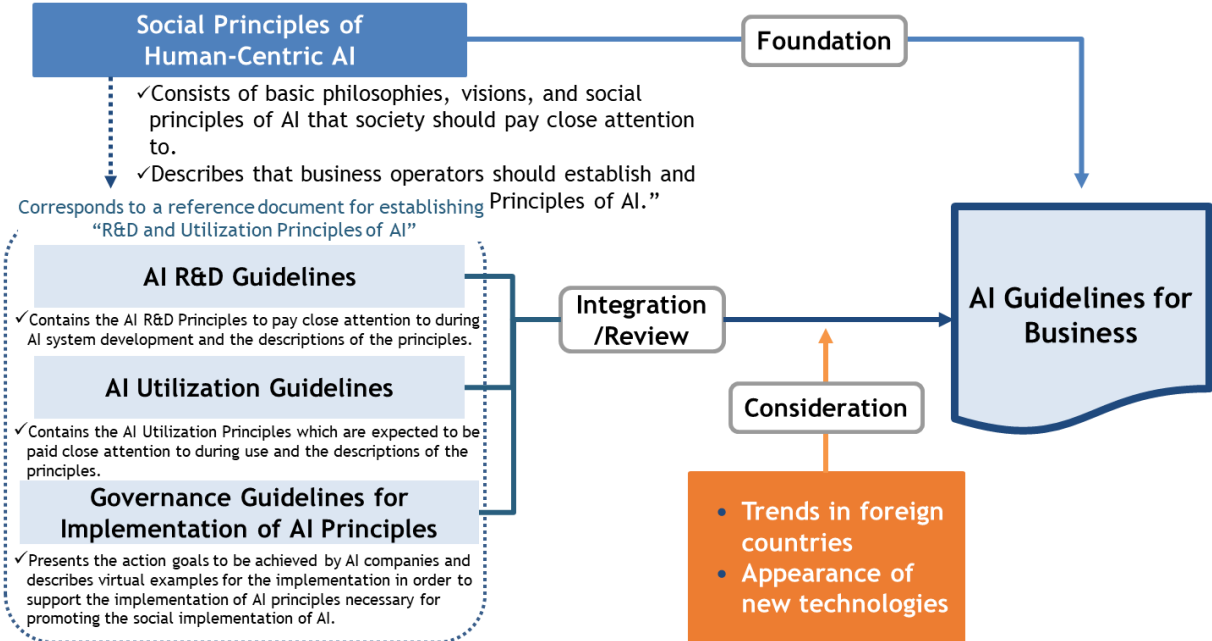 Social Principles of
Human-Centric AI
Foundation
✓Consists of basic philosophies, visions, and social
principles of AI that society should pay close attention
to.
✓Describes that business operators should establish and
Principles of AI.”
Corresponds to a reference document for establishing
“R&D and Utilization Principles of AI”
AI R&D Guidelines
✓Contains the AI R&D Principles to pay close attention to during
AI system development and the descriptions of the principles.
AI Utilization Guidelines
✓Contains the AI Utilization Principles which are expected to be
paid close attention to during use and the descriptions of the
principles.
Governance Guidelines for
Implementation of AI Principles
✓Presents the action goals to be achieved by AI companies and
describes virtual examples for the implementation in order to
support the implementation of AI principles necessary for
promoting the social implementation of AI.
Integration
/Review
Consideration
• Trends in foreign
countries
• Appearance of
new technologies
AI Guidelines for
Business